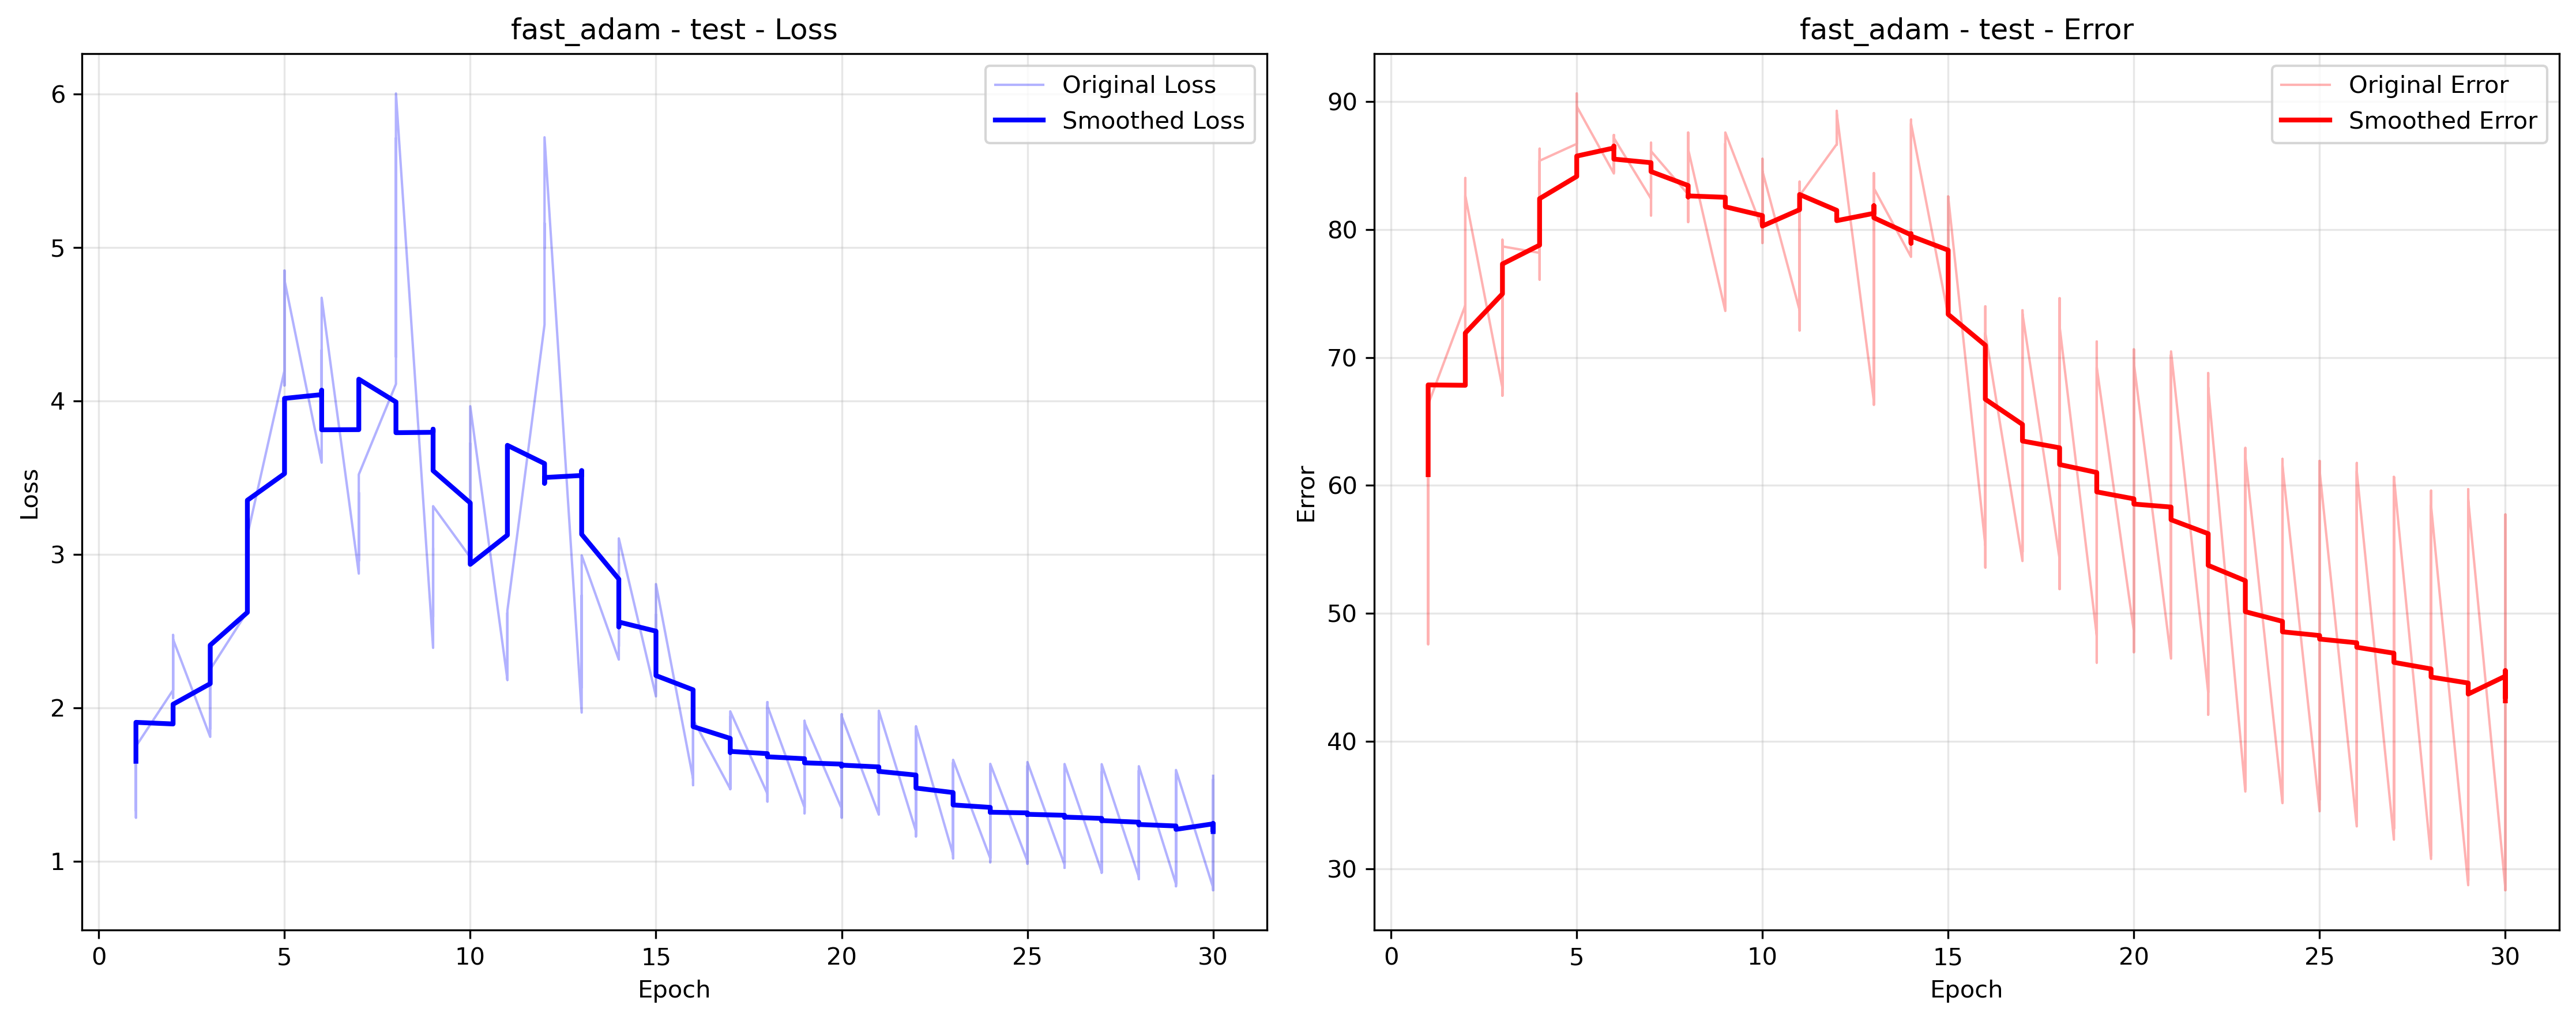 fast_adam - test - Loss
Original Loss
Smoothed Loss
6
5
4
3
2
1
Loss
0
5
10
15
20
25
30
Epoch
fast_adam - test - Error
Original Error
Smoothed Error
90
80
70
60
50
40
30
Error
0
5
10
15
20
25
30
Epoch